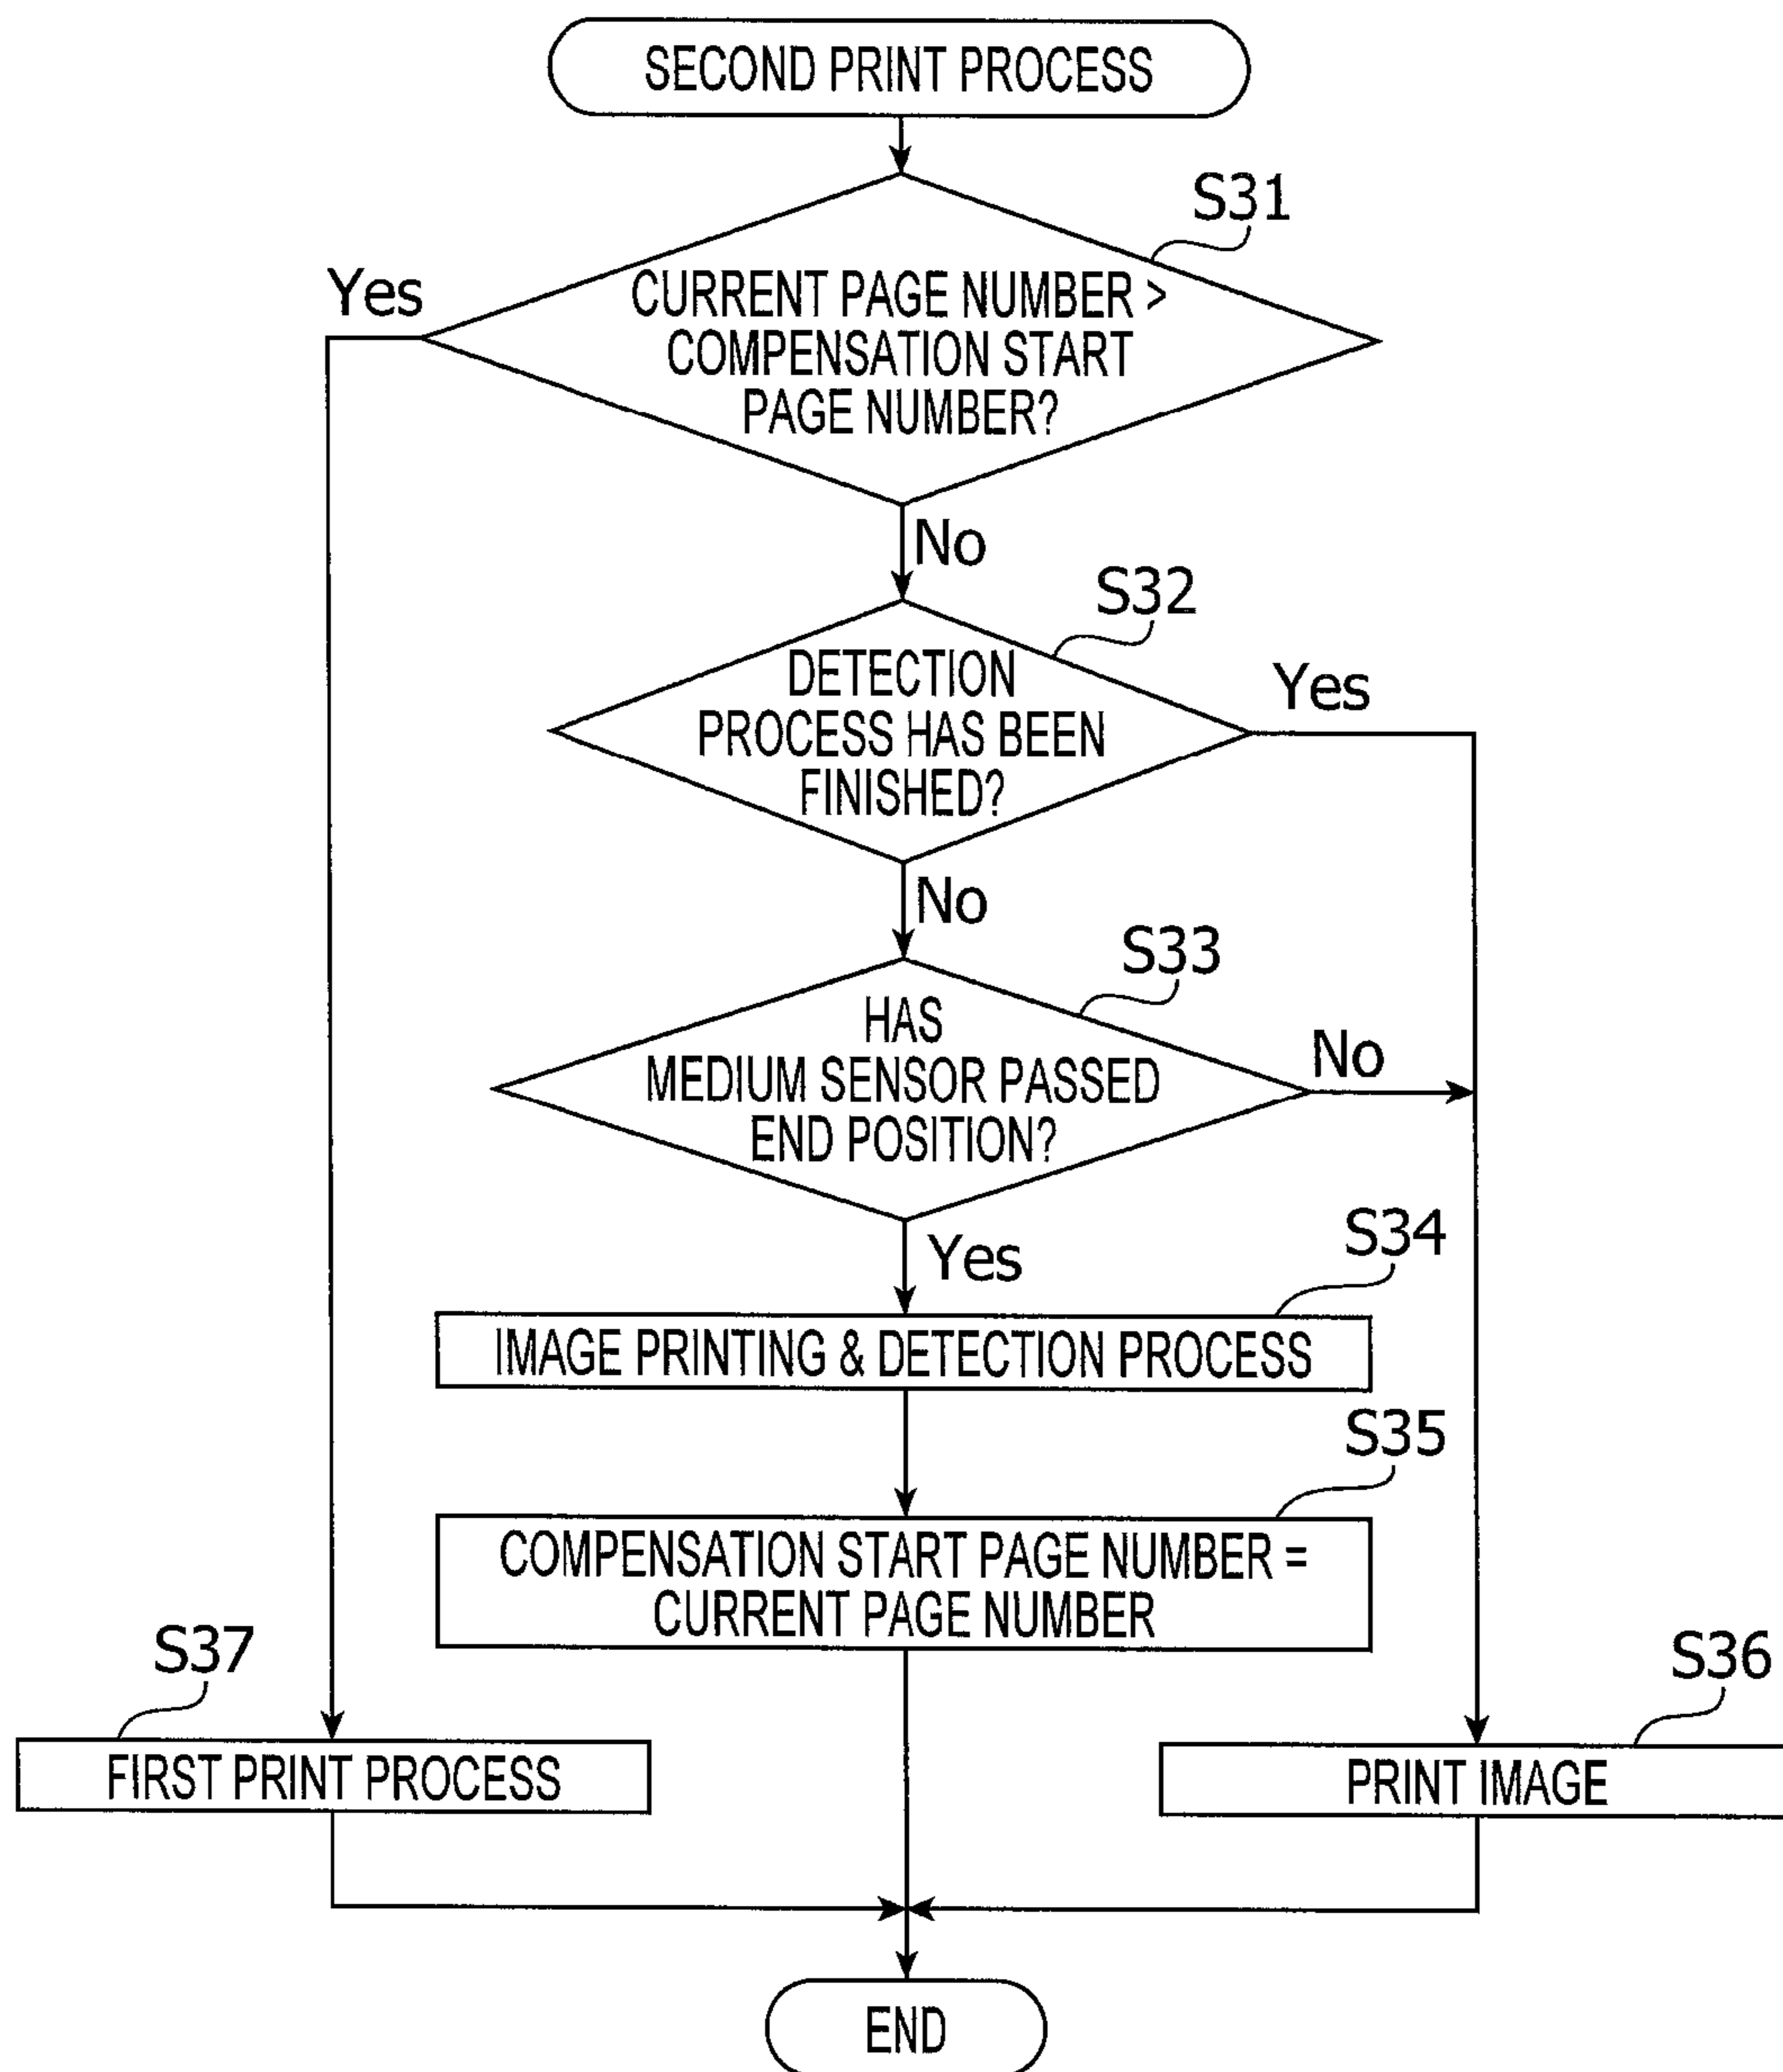 SECOND PRINT PROCESS
S31
Yes
CURRENT PAGE NUMBER >
COMPENSATION START
PAGE NUMBER?
No
S32
DETECTION
PROCESS HAS BEEN
FINISHED?
Yes
No
S33
HAS
MEDIUM SENSOR PASSED
END POSITION?
No
Yes
S34
IMAGE PRINTING & DETECTION PROCESS
S35
COMPENSATION START PAGE NUMBER =
CURRENT PAGE NUMBER
S37
S36
FIRST PRINT PROCESS
PRINT IMAGE
END